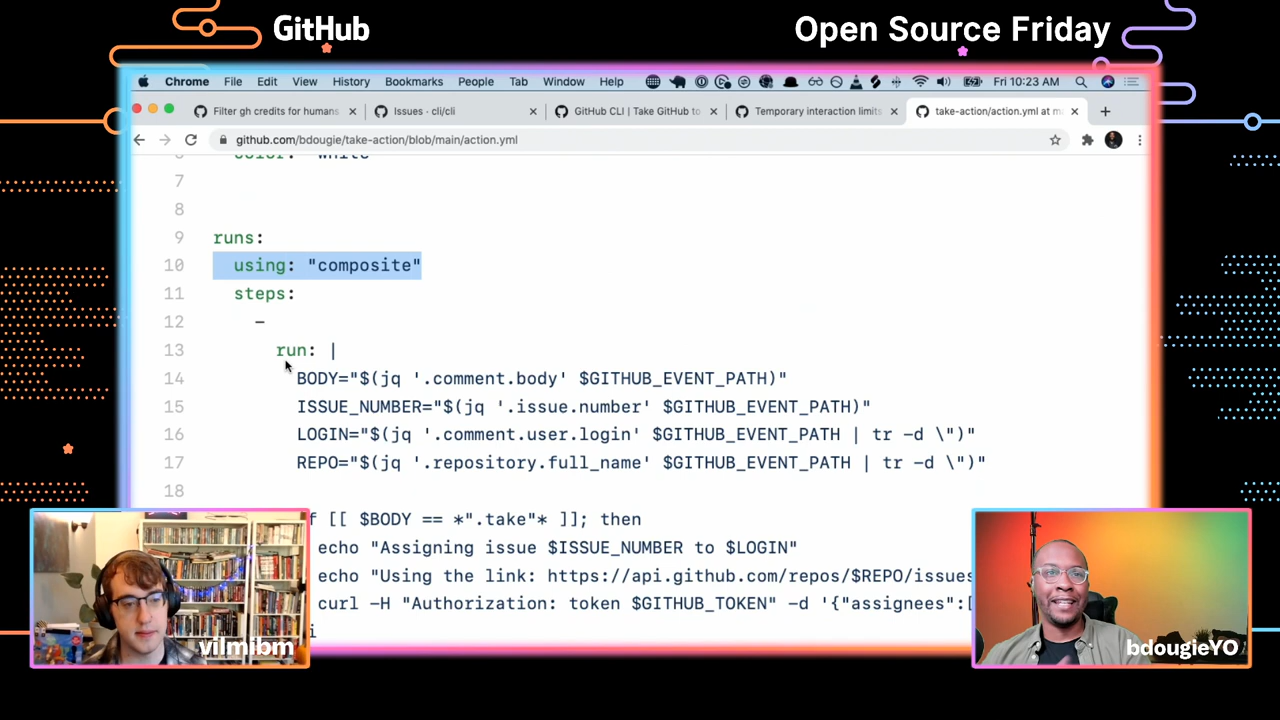 GitHub
Open Source Friday
Chrome File Edit View History Bookmarks People Tab Window Help Fri 10:23 AM
Filter gh credits for humans
Issues · cli/cli
GitHub CLI | Take GitHub to
Temporary interaction limits
take-action/action.yml at m
github.com/bdougie/take-action/blob/main/action.yml
color: "white"
7
8
9 runs:
10 using: "composite"
11 steps:
12 -
13 run: |
14 BODY="$(jq '.comment.body' $GITHUB_EVENT_PATH)"
15 ISSUE_NUMBER="$(jq '.issue.number' $GITHUB_EVENT_PATH)"
16 LOGIN="$(jq '.comment.user.login' $GITHUB_EVENT_PATH | tr -d \")"
17 REPO="$(jq '.repository.full_name' $GITHUB_EVENT_PATH | tr -d \")"
18
f [[ $BODY == *".take"* ]]; then
echo "Assigning issue $ISSUE_NUMBER to $LOGIN"
echo "Using the link: https://api.github.com/repos/$REPO/issues
curl -H "Authorization: token $GITHUB_TOKEN" -d '{"assignees":[
i
vilmibm
bdougieYO